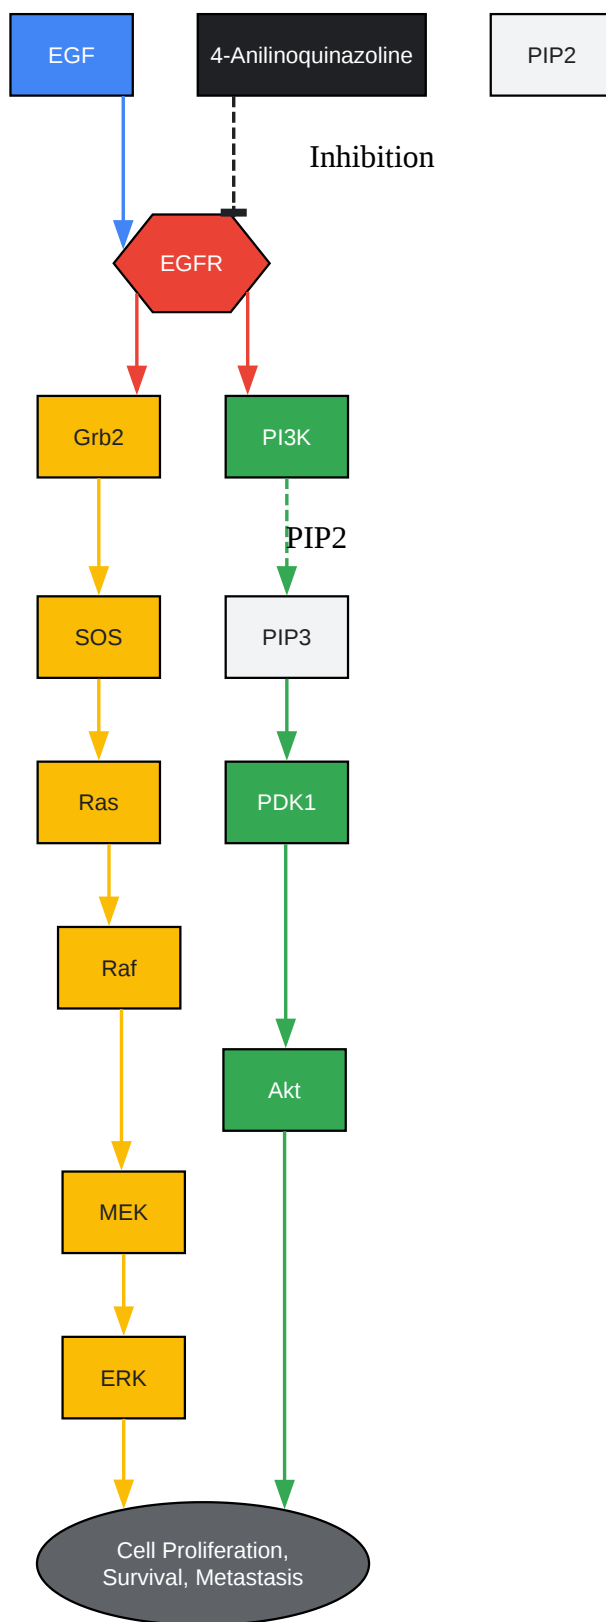 EGF
4-Anilinoquinazoline
PIP2
Inhibition
EGFR
Grb2
PI3K
PIP2
SOS
PIP3
Ras
PDK1
Raf
Akt
MEK
ERK
Cell Proliferation,
Survival, Metastasis